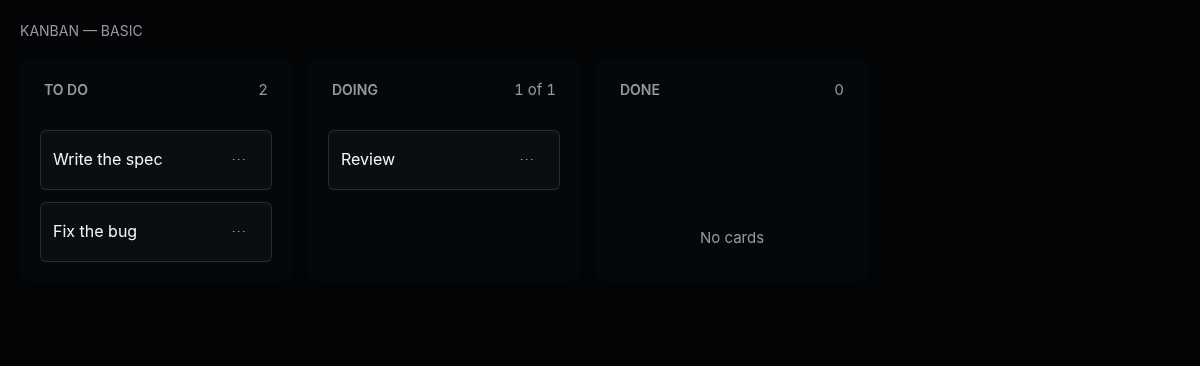 KANBAN — BASIC
TO DO 2
Write the spec ...
Fix the bug ...
DOING 1 of 1
Review ...
DONE 0
No cards